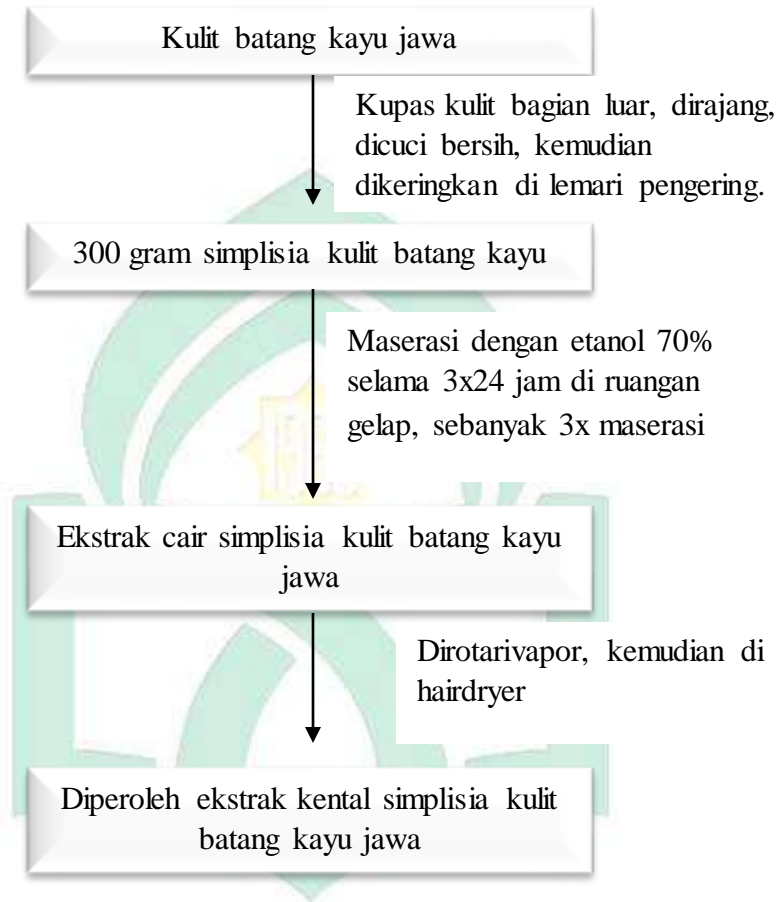 Kulit batang kayu jawa
Kupas kulit bagian luar, dirajang,
dicuci bersih, kemudian
dikeringkan di lemari pengering.
300 gram simplisia kulit batang kayu
Maserasi dengan etanol 70%
selama 3x24 jam di ruangan
gelap, sebanyak 3x maserasi
Ekstrak cair simplisia kulit batang kayu
jawa
Dirotarivapor, kemudian di
hairdryer
Diperoleh ekstrak kental simplisia kulit
batang kayu jawa